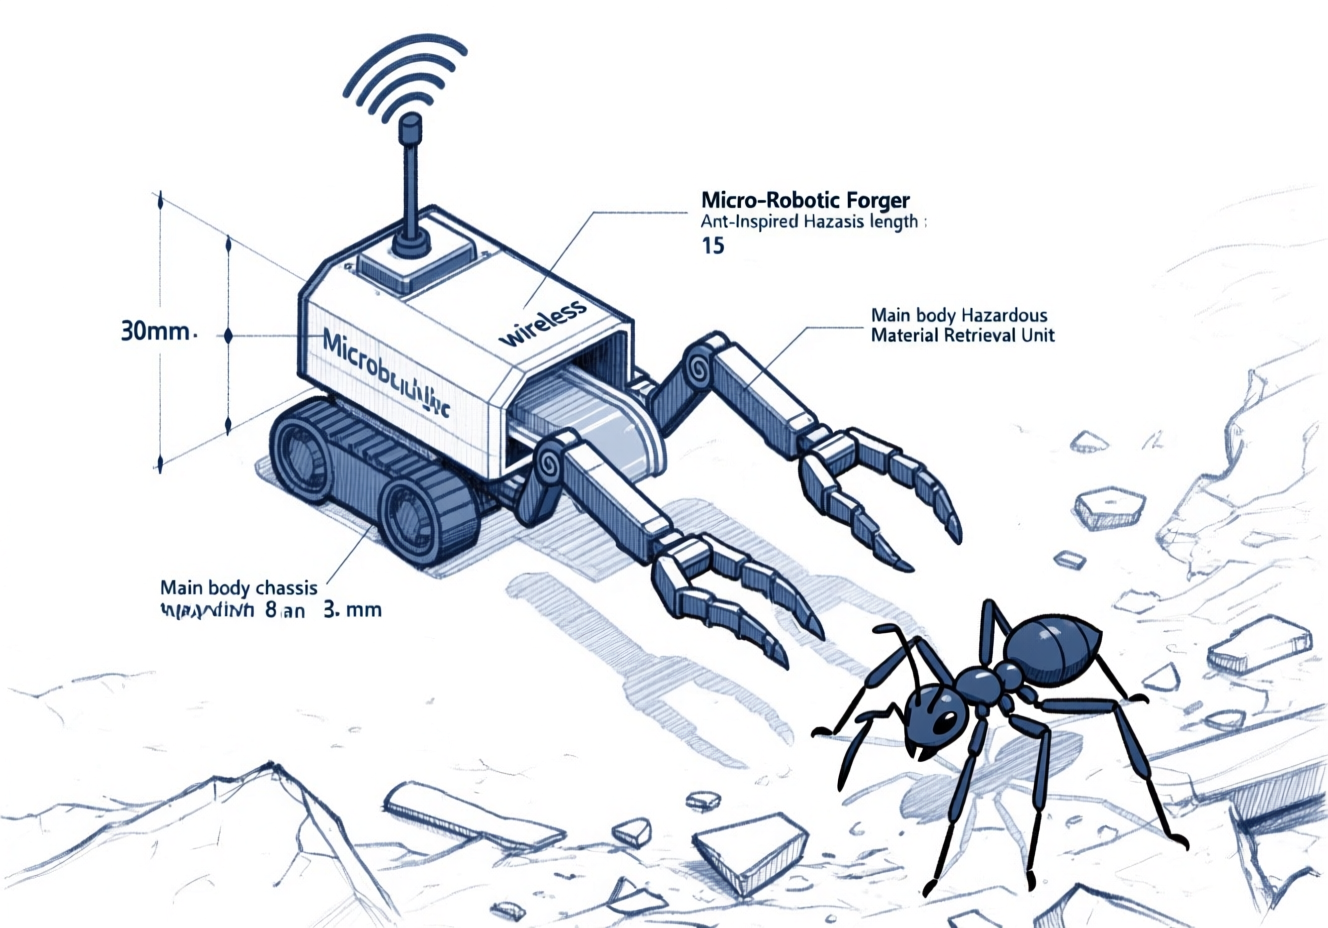 Micro-Robotic Forger
Ant-Inspired Hazasis length :
15
wireless
Main body Hazardous
Material Retrieval Unit
30mm.
Main body chassis
8 an 3. mm